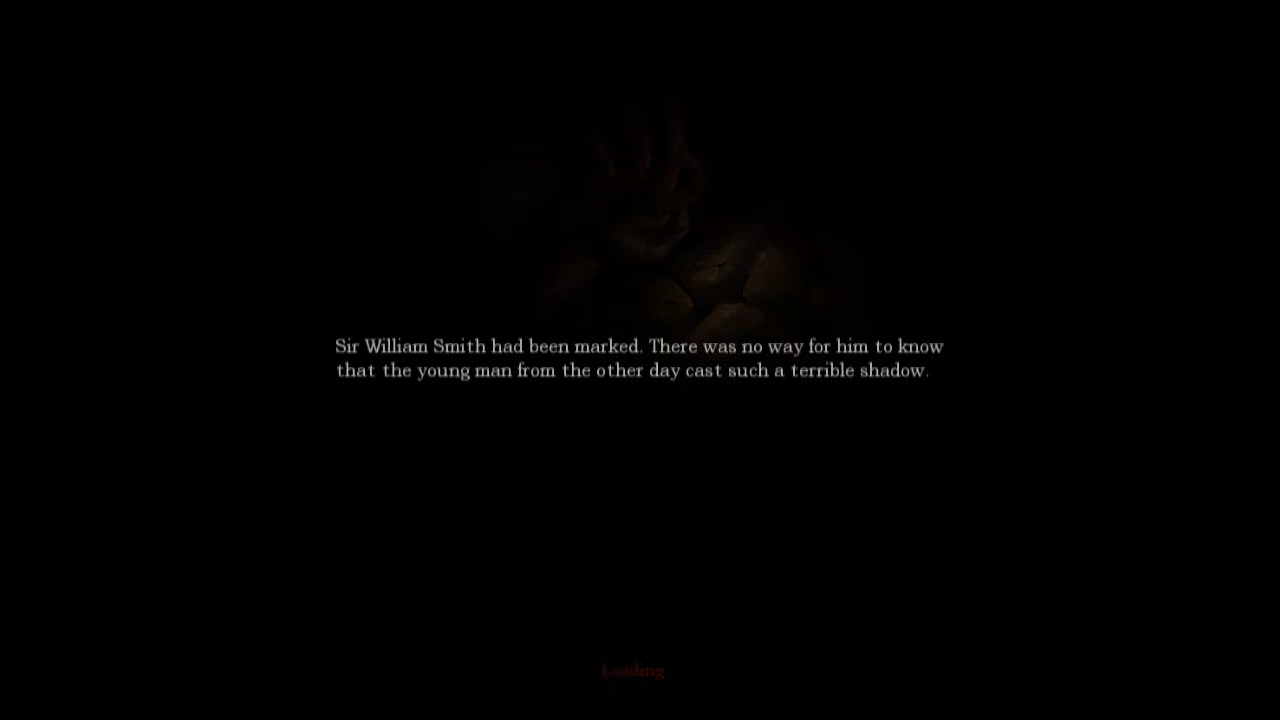 Sir William Smith had been marked. There was no way for him to know
that the young man from the other day cast such a terrible shadow.
Loading.